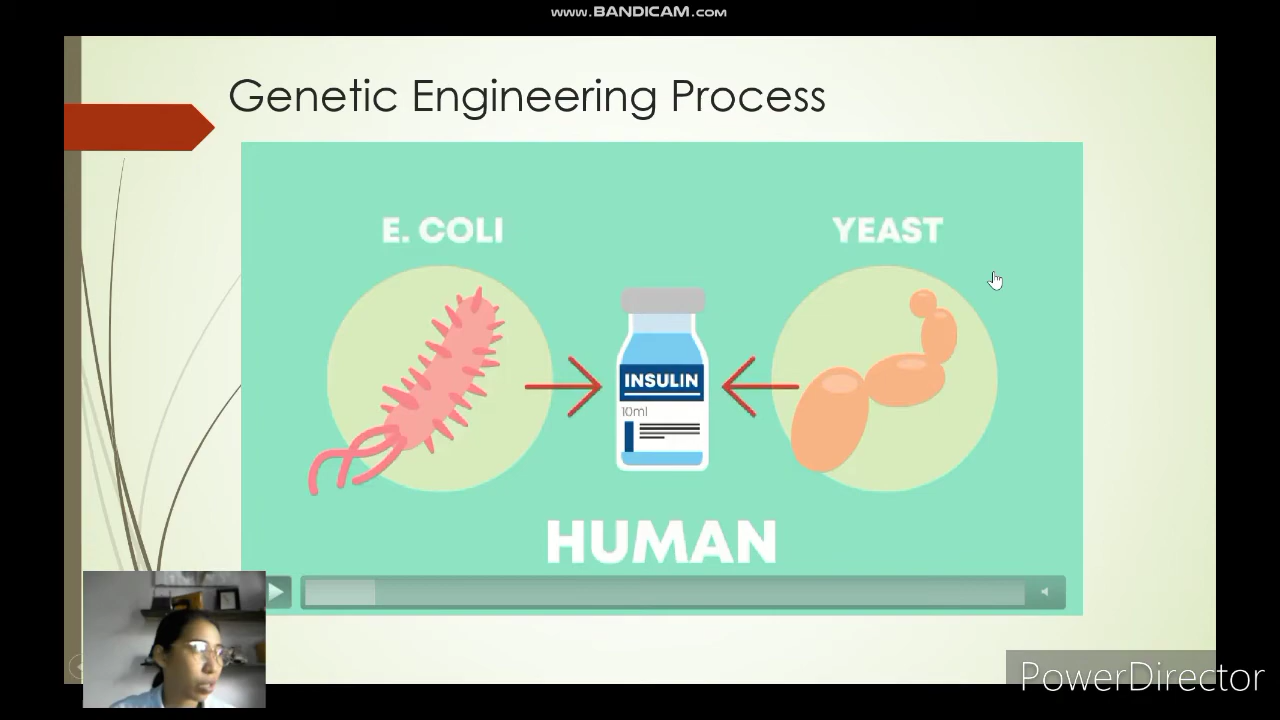 www.BANDICAM.com
Genetic Engineering Process
E. COLI
YEAST
INSULIN
10ml
HUMAN
PowerDirector